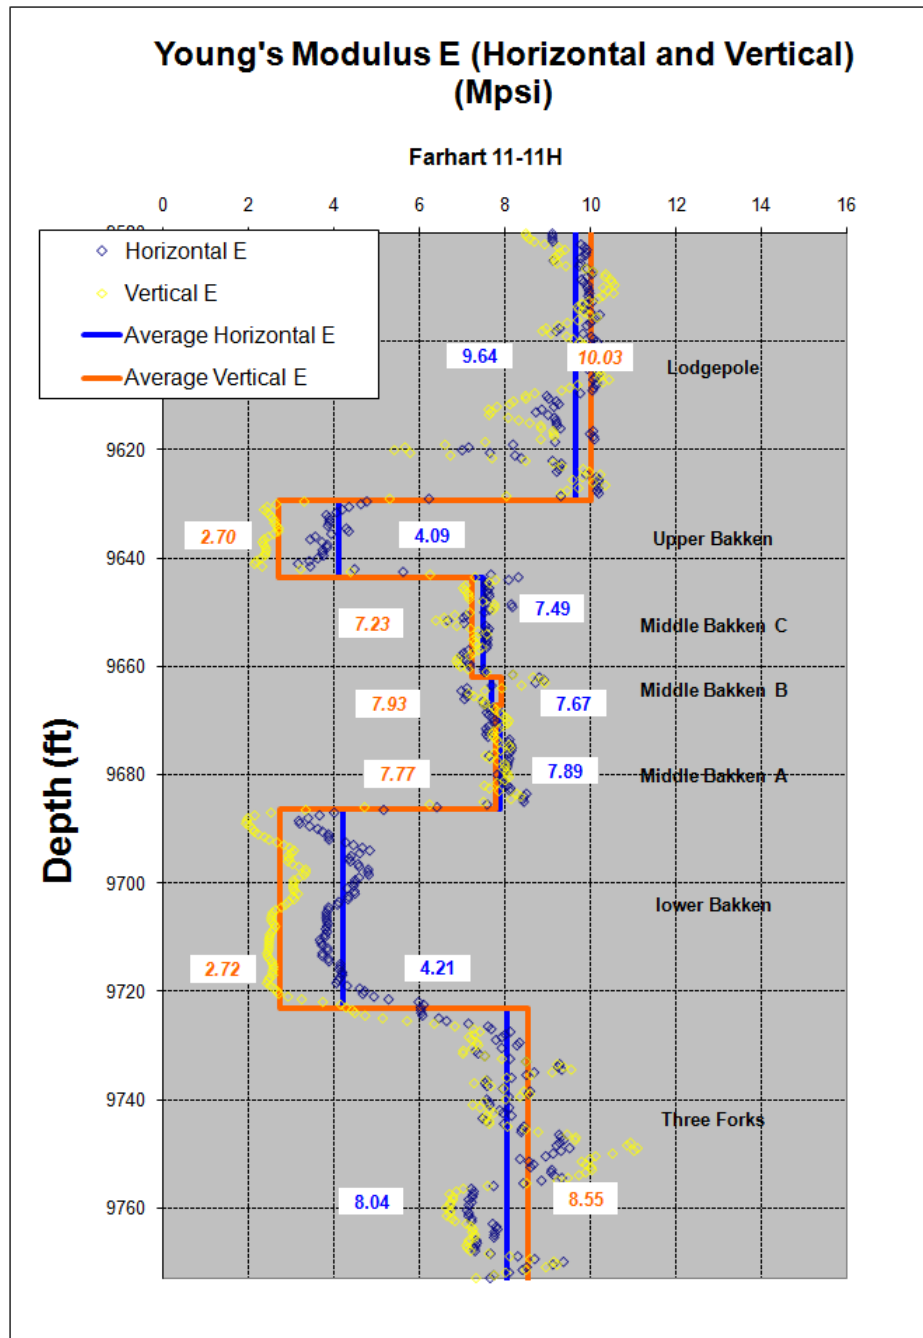 Young's Modulus E (Horizontal and Vertical)
(Mpsi)
Farhart 11-11H
0 2 4 6 8 10 12 14 16
Horizontal E
Vertical E
Average Horizontal E
Average Vertical E
9.64 10.03 Lodgepole
9620
2.70 4.09 Upper Bakken
9640
7.23 7.49 Middle Bakken C
9660
7.93 7.67 Middle Bakken B
7.77 7.89 Middle Bakken A
9680
Depth (ft)
9700
lower Bakken
2.72 4.21
9720
9740
Three Forks
8.04 8.55
9760